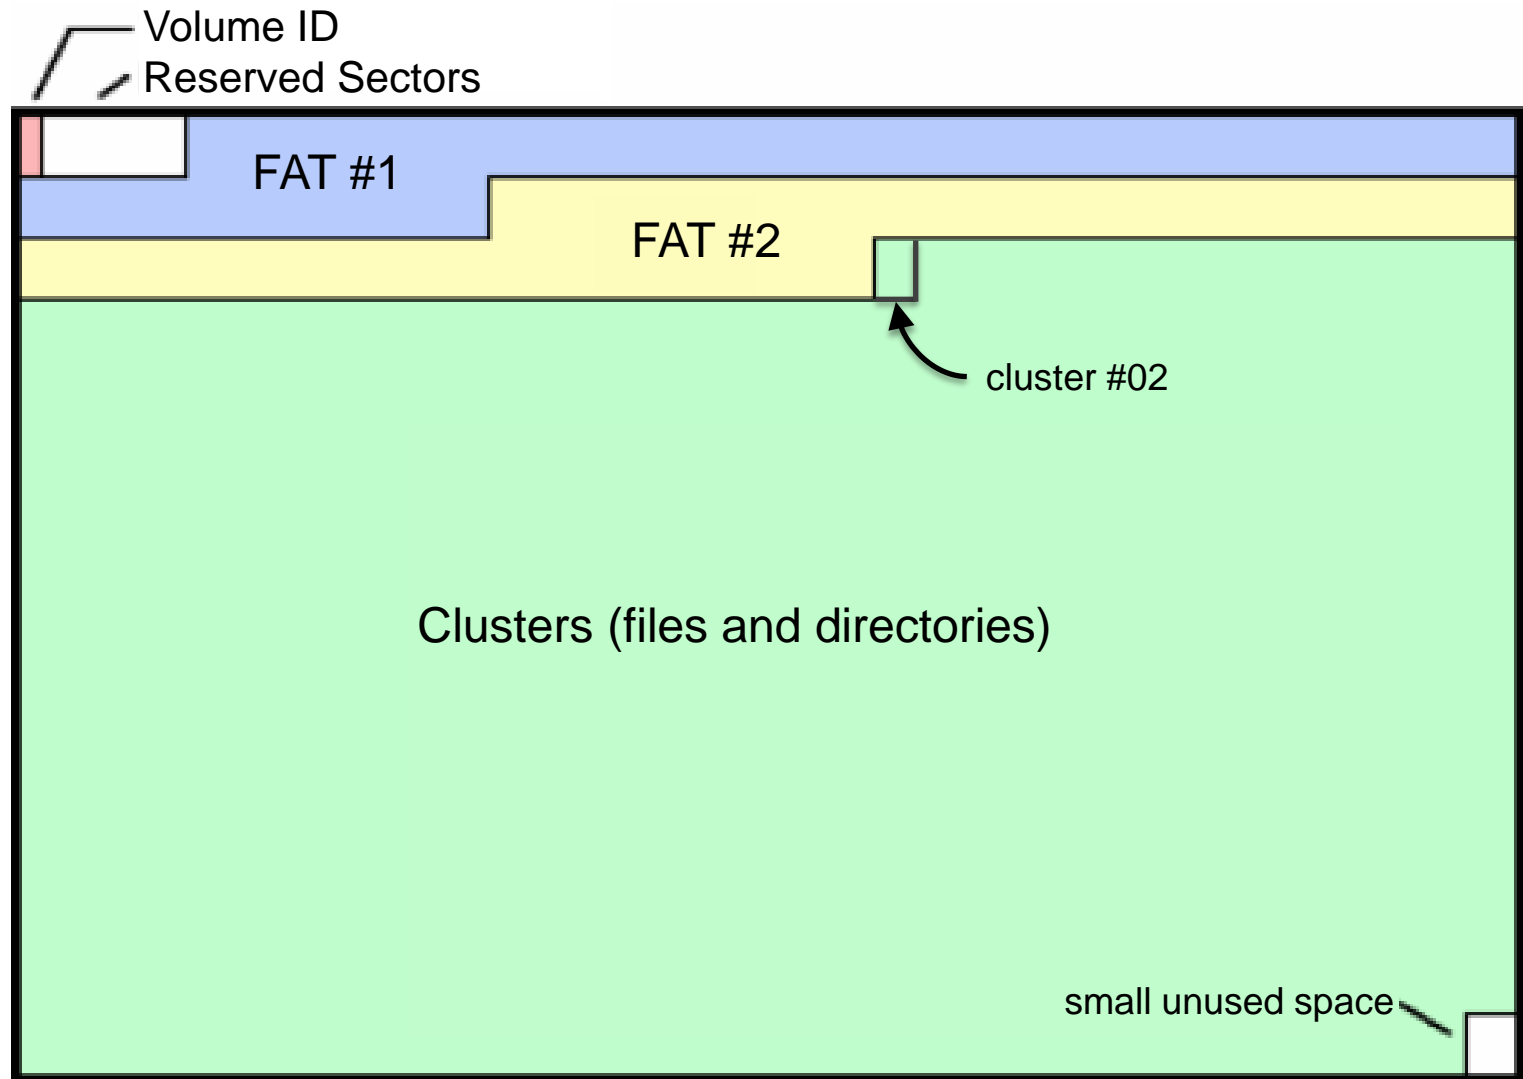 Volume ID
Reserved Sectors
FAT #1
FAT #2
cluster #02
Clusters (files and directories)
small unused space